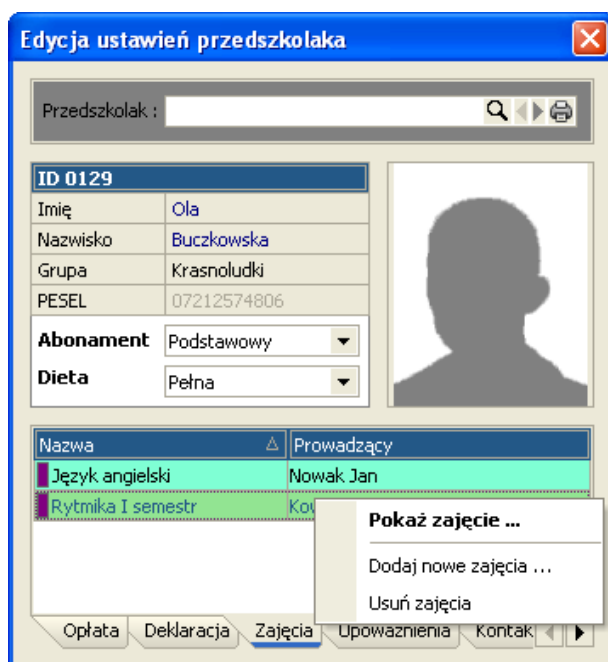 Edycja ustawień przedszkolaka
Przedszkolak :
ID 0129
Imię Ola
Nazwisko Buczkowska
Grupa Krasnoludki
PESEL 07212574806
Abonament Podstawowy
Dieta Pełna
Nazwa Prowadzący
Język angielski Nowak Jan
Rytmika I semestr
Pokaż zajęcie ...
Dodaj nowe zajęcia ...
Usuń zajęcia
Opłata Deklaracja Zajęcia Upoważnienia Kontak